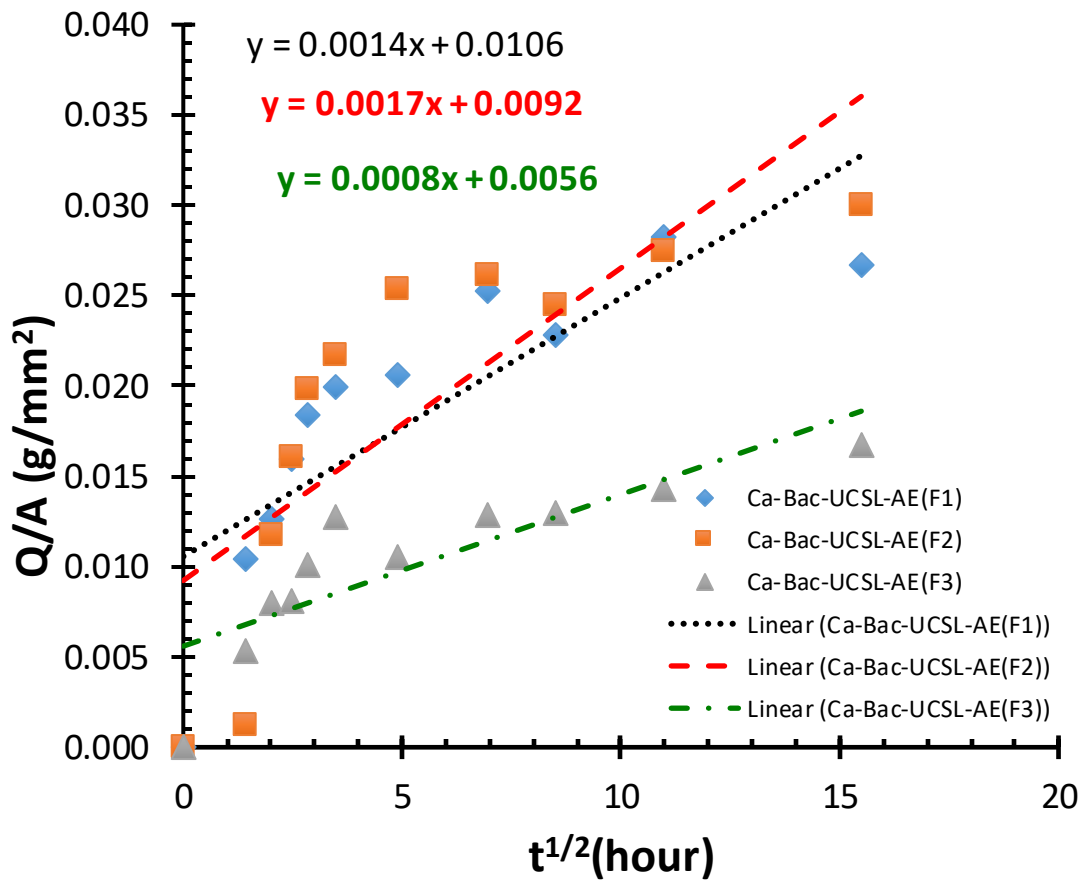 y = 0.0014x + 0.0106
y = 0.0017x + 0.0092
y = 0.0008x + 0.0056
0.040
0.035
0.030
0.025
0.020
0.015
0.010
0.005
0.000
Q/A (g/mm²)
0 5 10 15 20
t^1/2(hour)
Ca-Bac-UCSL-AE(F1)
Ca-Bac-UCSL-AE(F2)
Ca-Bac-UCSL-AE(F3)
Linear (Ca-Bac-UCSL-AE(F1))
Linear (Ca-Bac-UCSL-AE(F2))
Linear (Ca-Bac-UCSL-AE(F3))